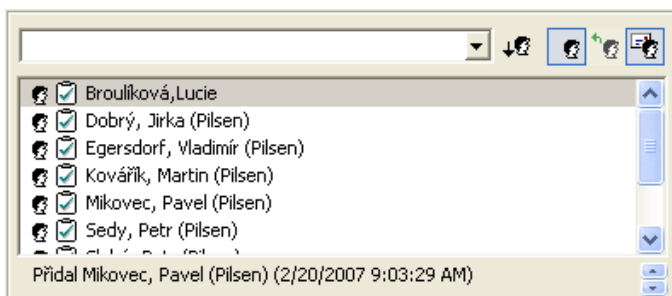 Broulíková,Lucie
Dobrý, Jirka (Pilsen)
Egersdorf, Vladimír (Pilsen)
Kovářík, Martin (Pilsen)
Mikovec, Pavel (Pilsen)
Sedy, Petr (Pilsen)
Přidal Mikovec, Pavel (Pilsen) (2/20/2007 9:03:29 AM)